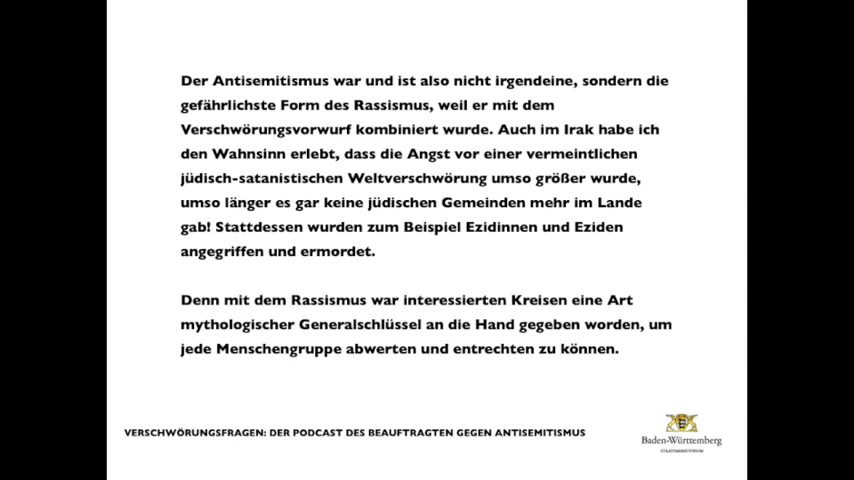 Der Antisemitismus war und ist also nicht irgendeine, sondern die
gefährlichste Form des Rassismus, weil er mit dem
Verschwörungsvorwurf kombiniert wurde. Auch im Irak habe ich
den Wahnsinn erlebt, dass die Angst vor einer vermeintlichen
jüdisch-satanistischen Weltverschwörung umso größer wurde,
umso länger es gar keine jüdischen Gemeinden mehr im Lande
gab! Stattdessen wurden zum Beispiel Ezidinnen und Eziden
angegriffen und ermordet.
Denn mit dem Rassismus war interessierten Kreisen eine Art
mythologischer Generalschlüssel an die Hand gegeben worden, um
jede Menschengruppe abwerten und entrechten zu können.
VERSCHWÖRUNGSFRAGEN: DER PODCAST DES BEAUFTRAGTEN GEGEN ANTISEMITISMUS
Baden-Württemberg
STAATSMINISTERIUM